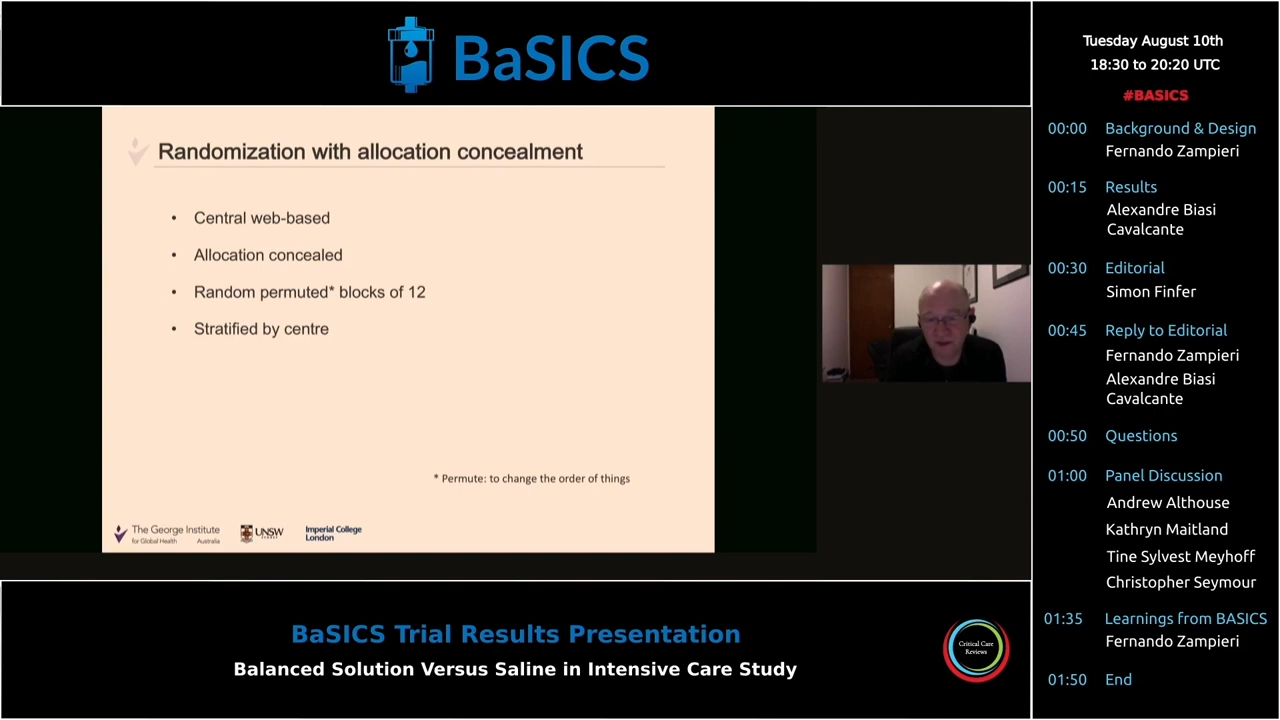 BaSICS
Randomization with allocation concealment
• Central web-based
• Allocation concealed
• Random permuted* blocks of 12
• Stratified by centre
* Permute: to change the order of things
The George Institute
for Global Health Australia
UNSW
Imperial College
London
BaSICS Trial Results Presentation
Balanced Solution Versus Saline in Intensive Care Study
Critical Care
Reviews
Tuesday August 10th
18:30 to 20:20 UTC
#BASICS
00:00 Background & Design
Fernando Zampieri
00:15 Results
Alexandre Biasi
Cavalcante
00:30 Editorial
Simon Finfer
00:45 Reply to Editorial
Fernando Zampieri
Alexandre Biasi
Cavalcante
00:50 Questions
01:00 Panel Discussion
Andrew Althouse
Kathryn Maitland
Tine Sylvest Meyhoff
Christopher Seymour
01:35 Learnings from BASICS
Fernando Zampieri
01:50 End